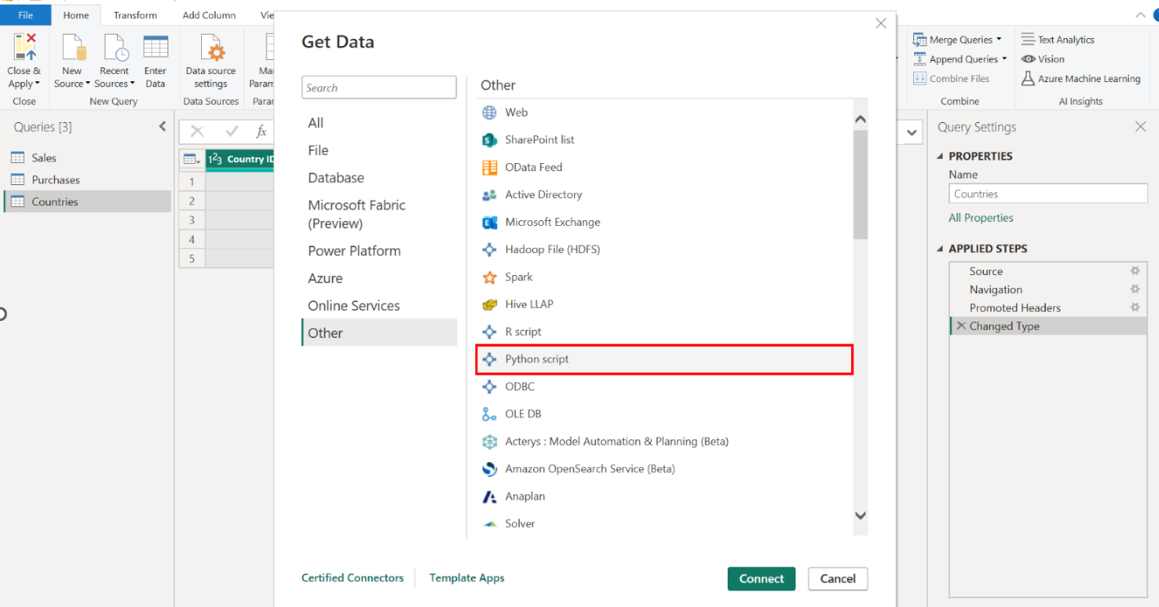 File Home Transform Add Column
Close & Apply
New Source
Recent Sources
Enter Data
Data source settings
Close
New Query
Data Sources
Queries [3]
Sales
Purchases
Countries
fx
1²3 Country ID
1
2
3
4
5
Get Data
Search
All
File
Database
Microsoft Fabric
(Preview)
Power Platform
Azure
Online Services
Other
Other
Web
SharePoint list
OData Feed
Active Directory
Microsoft Exchange
Hadoop File (HDFS)
Spark
Hive LLAP
R script
Python script
ODBC
OLE DB
Acterys : Model Automation & Planning (Beta)
Amazon OpenSearch Service (Beta)
Anaplan
Solver
Certified Connectors
Template Apps
Connect
Cancel
Merge Queries
Append Queries
Combine Files
Combine
Text Analytics
Vision
Azure Machine Learning
AI Insights
Query Settings
PROPERTIES
Name
Countries
All Properties
APPLIED STEPS
Source
Navigation
Promoted Headers
Changed Type